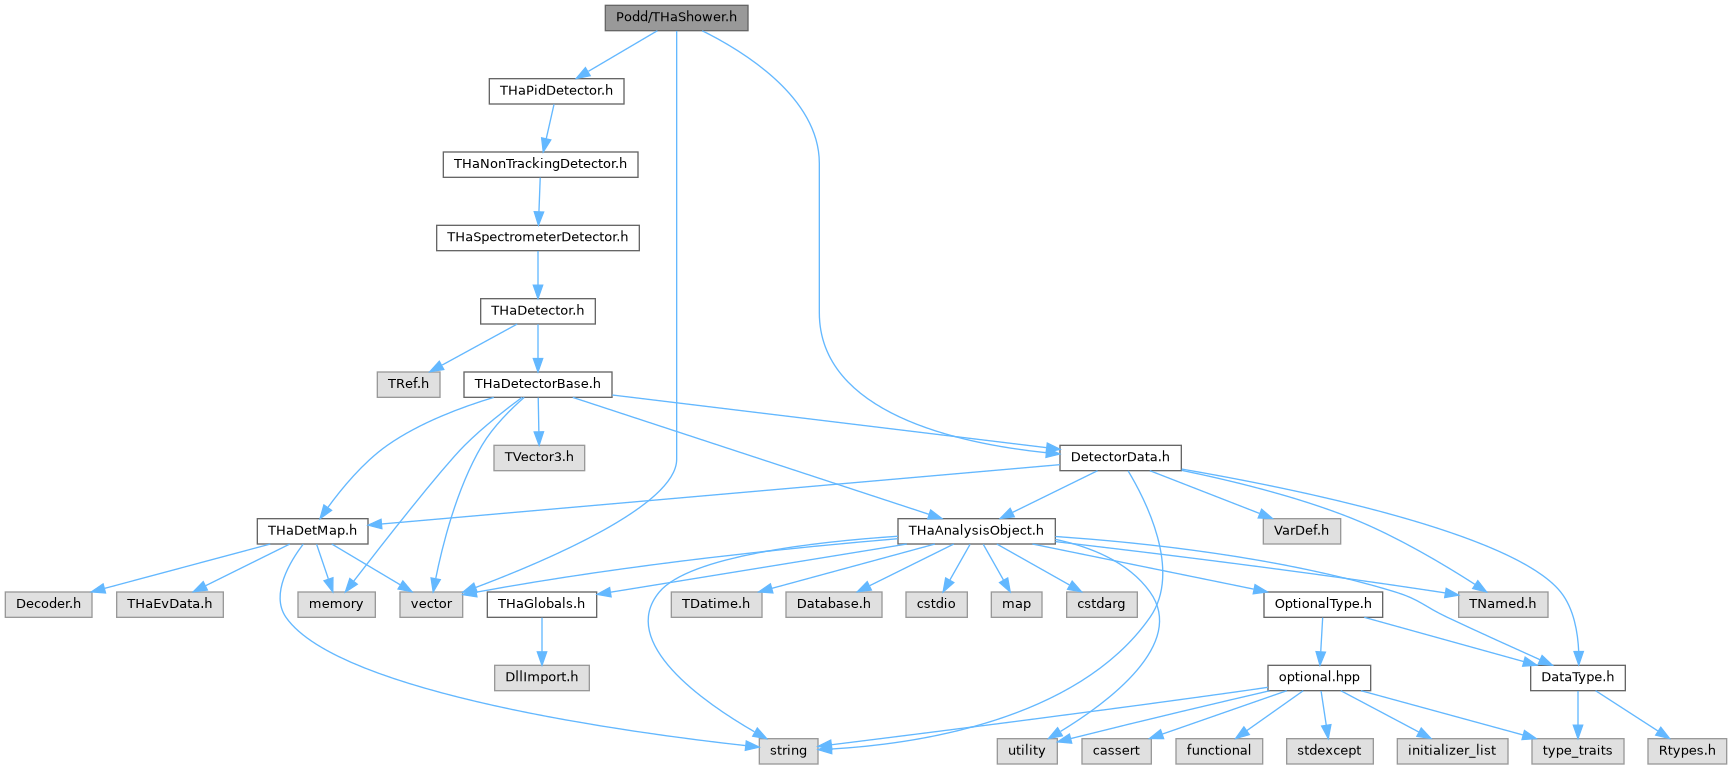 Podd/THaShower.h
THaPidDetector.h
THaNonTrackingDetector.h
THaSpectrometerDetector.h
THaDetector.h
TRef.h
THaDetectorBase.h
TVector3.h
DetectorData.h
THaDetMap.h
THaAnalysisObject.h
VarDef.h
Decoder.h
THaEvData.h
memory
vector
THaGlobals.h
TDatime.h
Database.h
cstdio
map
cstdarg
OptionalType.h
TNamed.h
DllImport.h
optional.hpp
DataType.h
string
utility
cassert
functional
stdexcept
initializer_list
type_traits
Rtypes.h